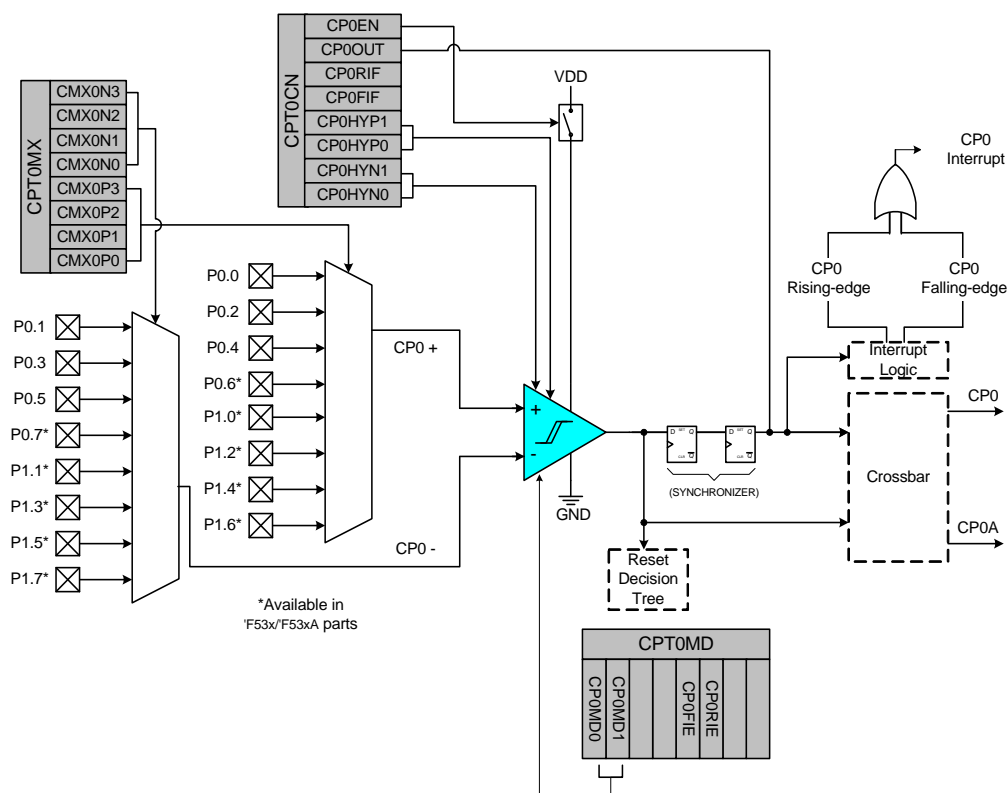 CPT0CN
CP0EN
CP0OUT
CP0RIF
CP0FIF
CP0HYP1
CP0HYP0
CP0HYN1
CP0HYN0
VDD
CPT0MX
CMX0N3
CMX0N2
CMX0N1
CMX0N0
CMX0P3
CMX0P2
CMX0P1
CMX0P0
CP0
Interrupt
CP0
Rising-edge
CP0
Falling-edge
P0.0
P0.2
P0.4
P0.6*
P1.0*
P1.2*
P1.4*
P1.6*
P0.1
P0.3
P0.5
P0.7*
P1.1*
P1.3*
P1.5*
P1.7*
CP0 +
CP0 -
+
-
GND
D SET Q
CLR Q
D SET Q
CLR Q
(SYNCHRONIZER)
Interrupt
Logic
Crossbar
CP0
CP0A
Reset
Decision
Tree
*Available in
'F53x/'F53xA parts
CPT0MD
CP0MD0
CP0MD1
CP0FIE
CP0RIE